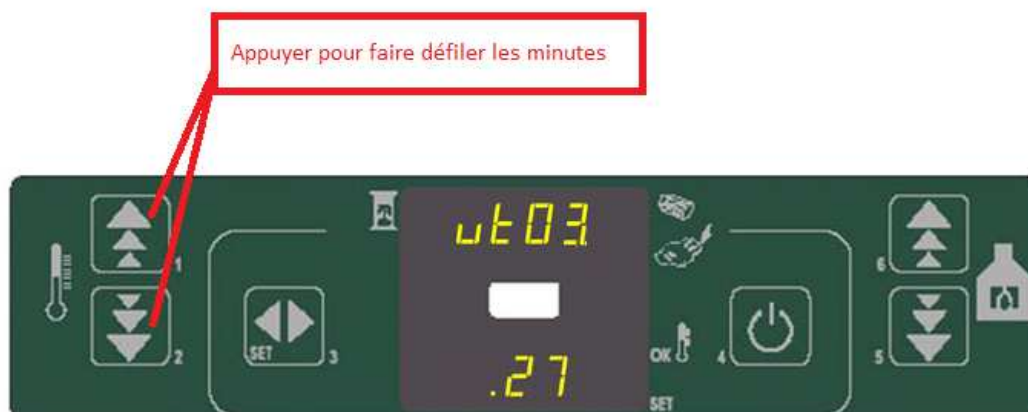 Appuyer pour faire défiler les minutes
ut03.
1
6
SET
3
OK
4
2
5
.27
SET